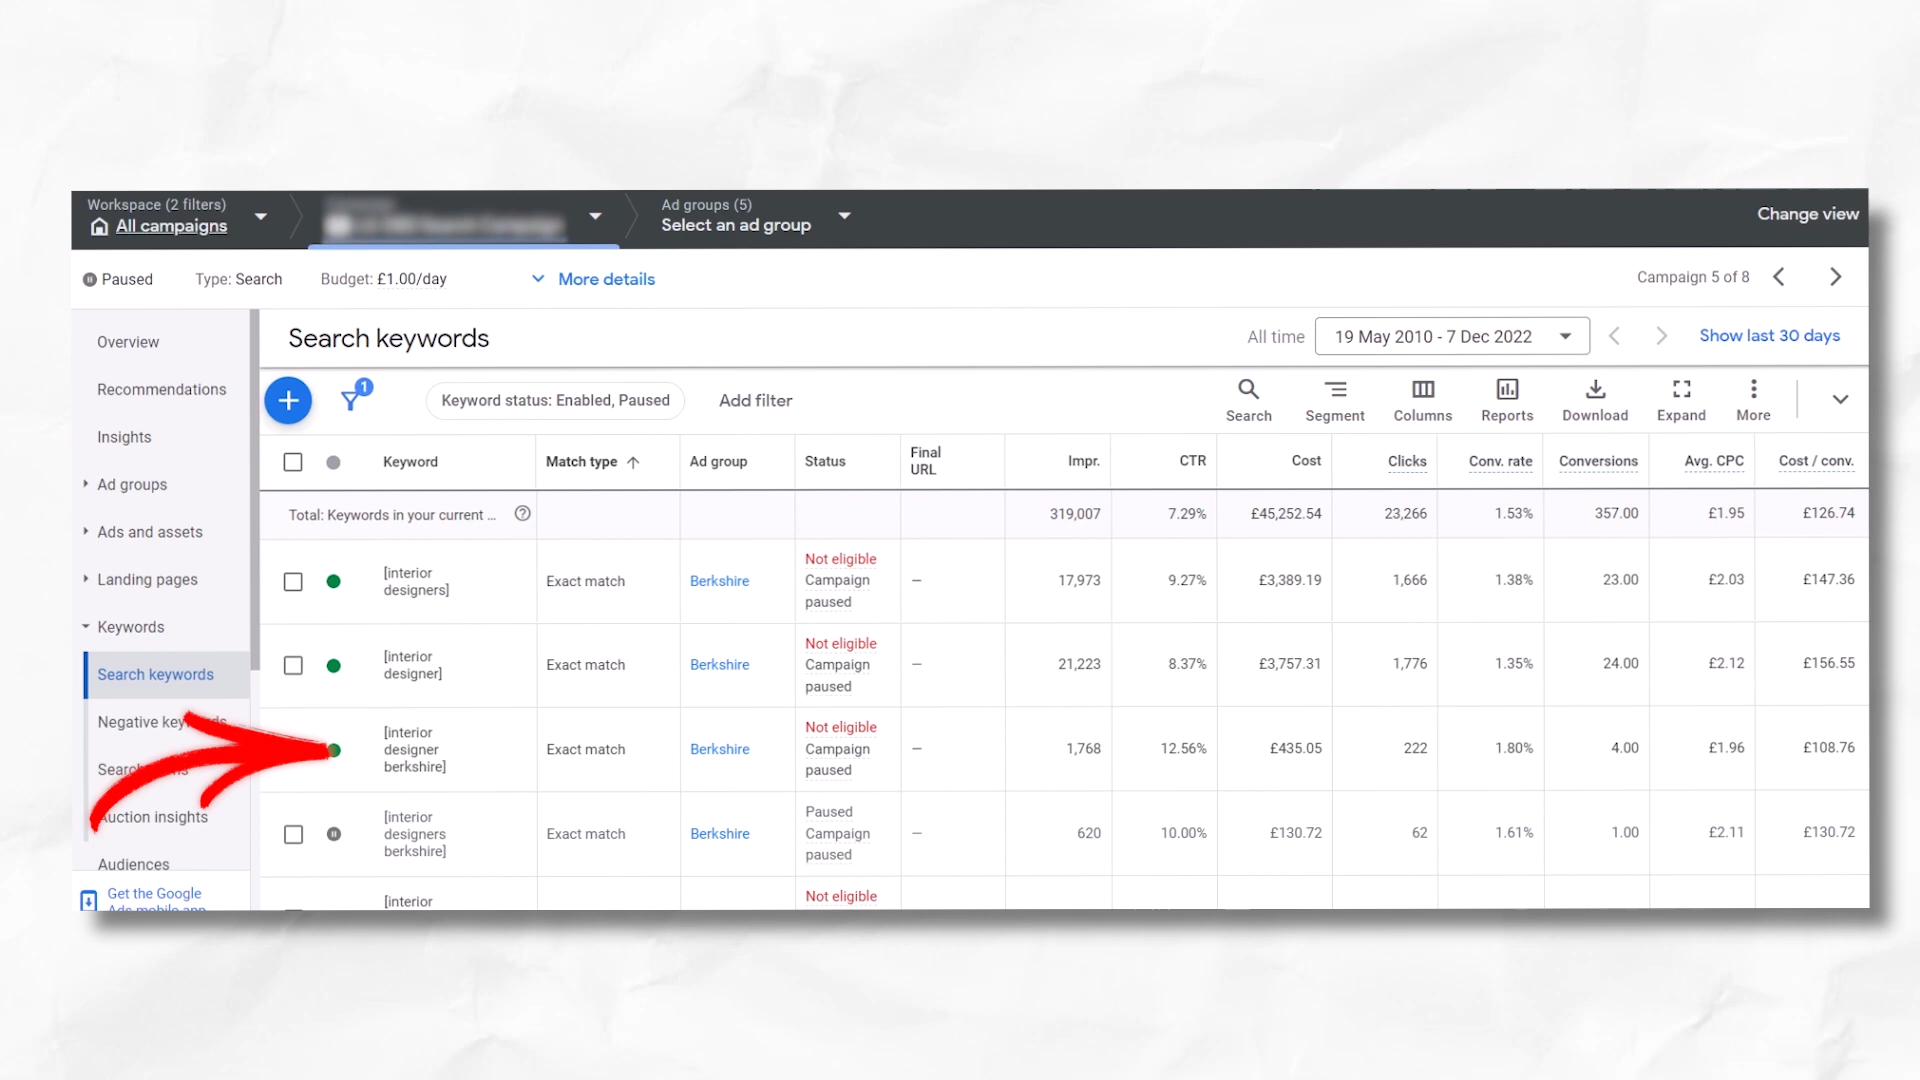 Workspace (2 filters)
All campaigns
Ad groups (5)
Select an ad group
Change view
Paused
Type: Search
Budget: £1.00/day
More details
Campaign 5 of 8
Overview
Recommendations
Insights
Ad groups
Ads and assets
Landing pages
Keywords
Search keywords
Negative keywords
Search
Auction insights
Audiences
Get the Google
Ads mobile app
Search keywords
All time
19 May 2010 - 7 Dec 2022
Show last 30 days
1
Keyword status: Enabled, Paused
Add filter
Search
Segment
Columns
Reports
Download
Expand
More
Keyword Match type Ad group Status Final URL Impr. CTR Cost Clicks Conv. rate Conversions Avg. CPC Cost / conv.
Total: Keywords in your current ... 319,007 7.29% £45,252.54 23,266 1.53% 357.00 £1.95 £126.74
[interior
designers]
Exact match
Berkshire
Not eligible
Campaign
paused
– 17,973 9.27% £3,389.19 1,666 1.38% 23.00 £2.03 £147.36
[interior
designer]
Exact match
Berkshire
Not eligible
Campaign
paused
– 21,223 8.37% £3,757.31 1,776 1.35% 24.00 £2.12 £156.55
[interior
designer
berkshire]
Exact match
Berkshire
Not eligible
Campaign
paused
– 1,768 12.56% £435.05 222 1.80% 4.00 £1.96 £108.76
[interior
designers
berkshire]
Exact match
Berkshire
Paused
Campaign
paused
– 620 10.00% £130.72 62 1.61% 1.00 £2.11 £130.72
[interior
Not eligible